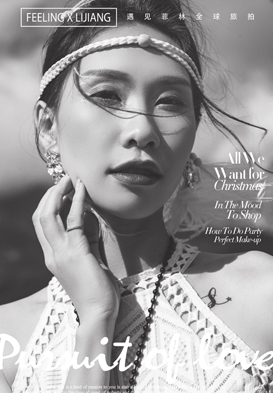 FEELING X LIJIANG 遇见菲林全球旅拍
All We
Want for
Christmas
In The Mood
To Shop
How To Do Party
Perfect Make-up
Pursuit of love